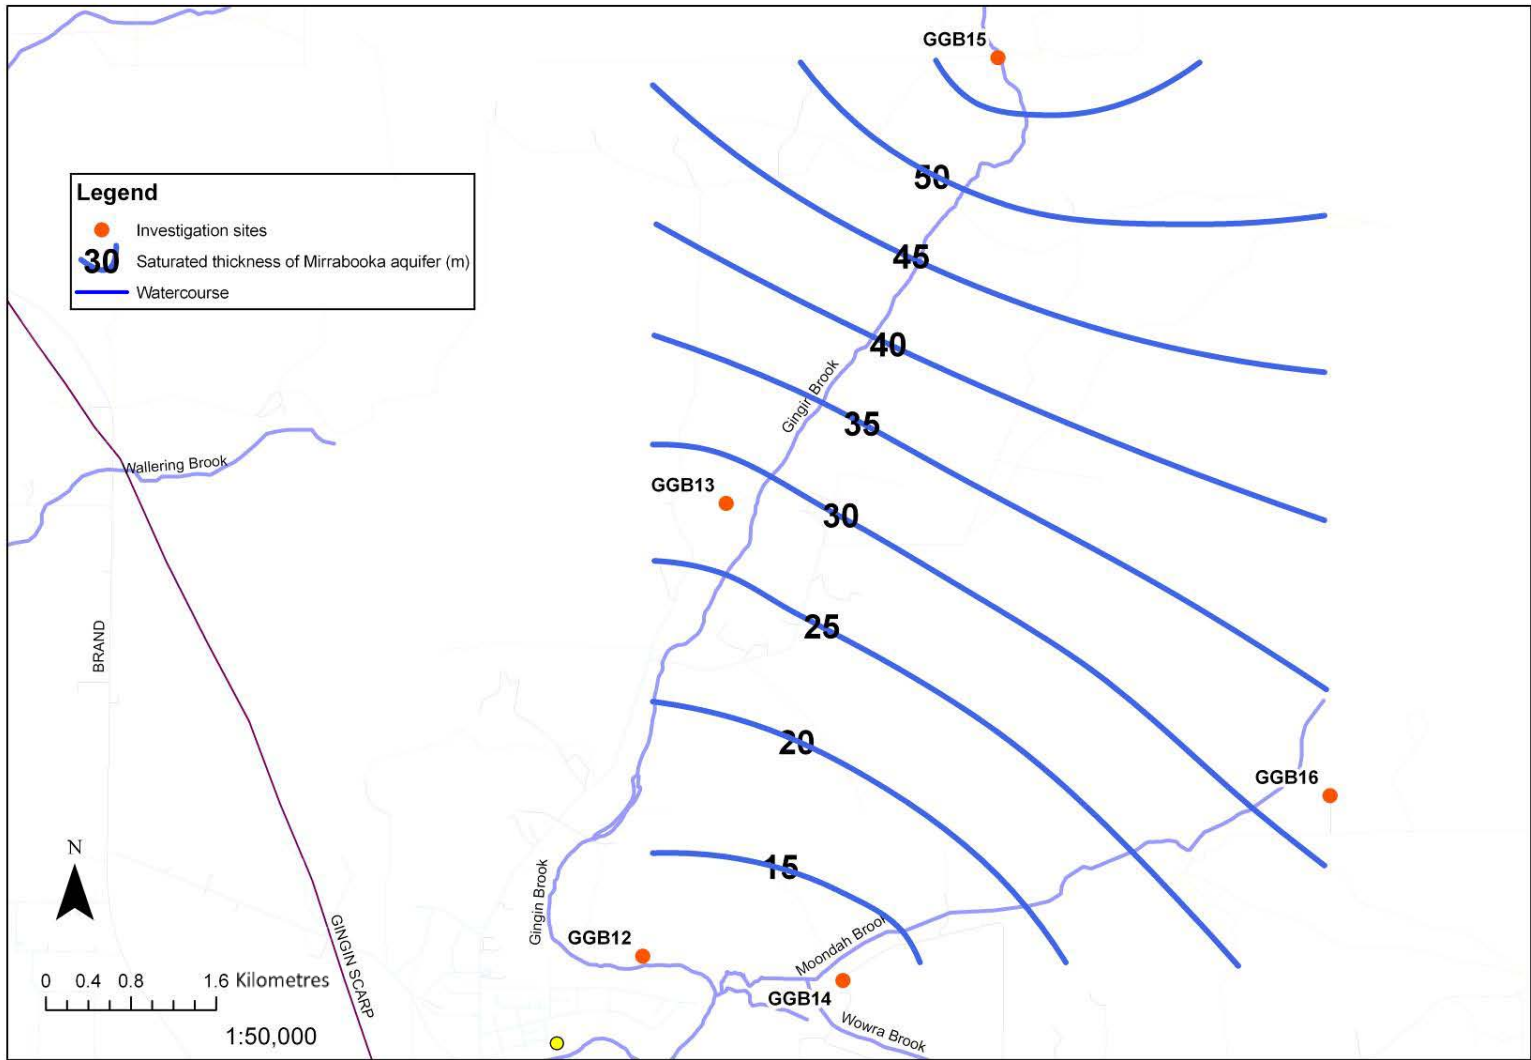 GGB15
50
Legend
Investigation sites
30 Saturated thickness of Mirrabooka aquifer (m)
Watercourse
45
40
Gingin Brook
35
Wallering Brook
GGB13
30
25
BRAND
20
GGB16
15
N
Gingin Brook
GINGIN SCARP
GGB12
Moondah Brook
GGB14
Wowra Brook
0 0.4 0.8 1.6 Kilometres
1:50,000